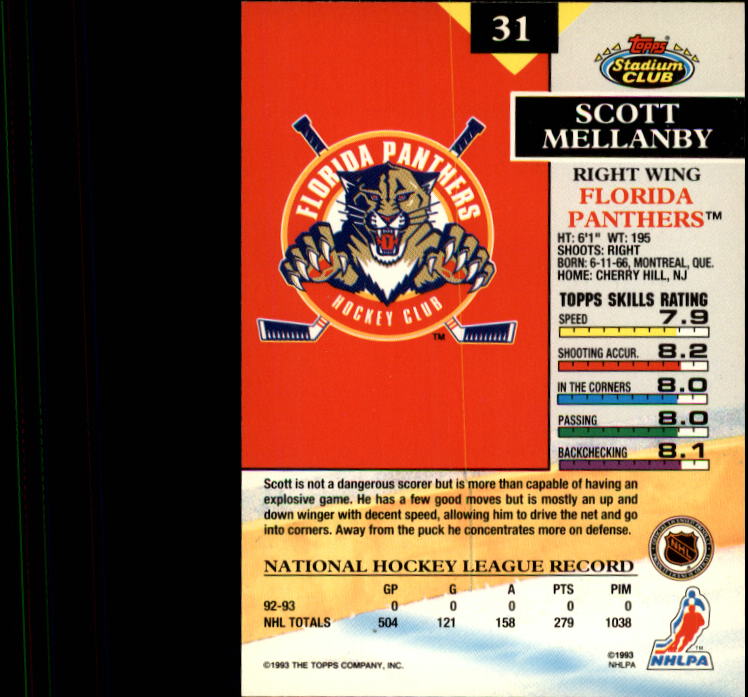 31
Topps
Stadium
CLUB
SCOTT
MELLANBY
RIGHT WING
FLORIDA
PANTHERS™
HT: 6'1" WT: 195
SHOOTS: RIGHT
BORN: 6-11-66, MONTREAL, QUE.
HOME: CHERRY HILL, NJ
FLORIDA PANTHERS
HOCKEY CLUB
TM
TOPPS SKILLS RATING
SPEED 7.9
SHOOTING ACCUR. 8.2
IN THE CORNERS 8.0
PASSING 8.0
BACKCHECKING 8.1
Scott is not a dangerous scorer but is more than capable of having an
explosive game. He has a few good moves but is mostly an up and
down winger with decent speed, allowing him to drive the net and go
into corners. Away from the puck he concentrates more on defense.
NATIONAL HOCKEY LEAGUE RECORD
GP G A PTS PIM
92-93 0 0 0 0 0
NHL TOTALS 504 121 158 279 1038
NHL
TM
NHLPA
©1993 THE TOPPS COMPANY, INC.
©1993
NHLPA